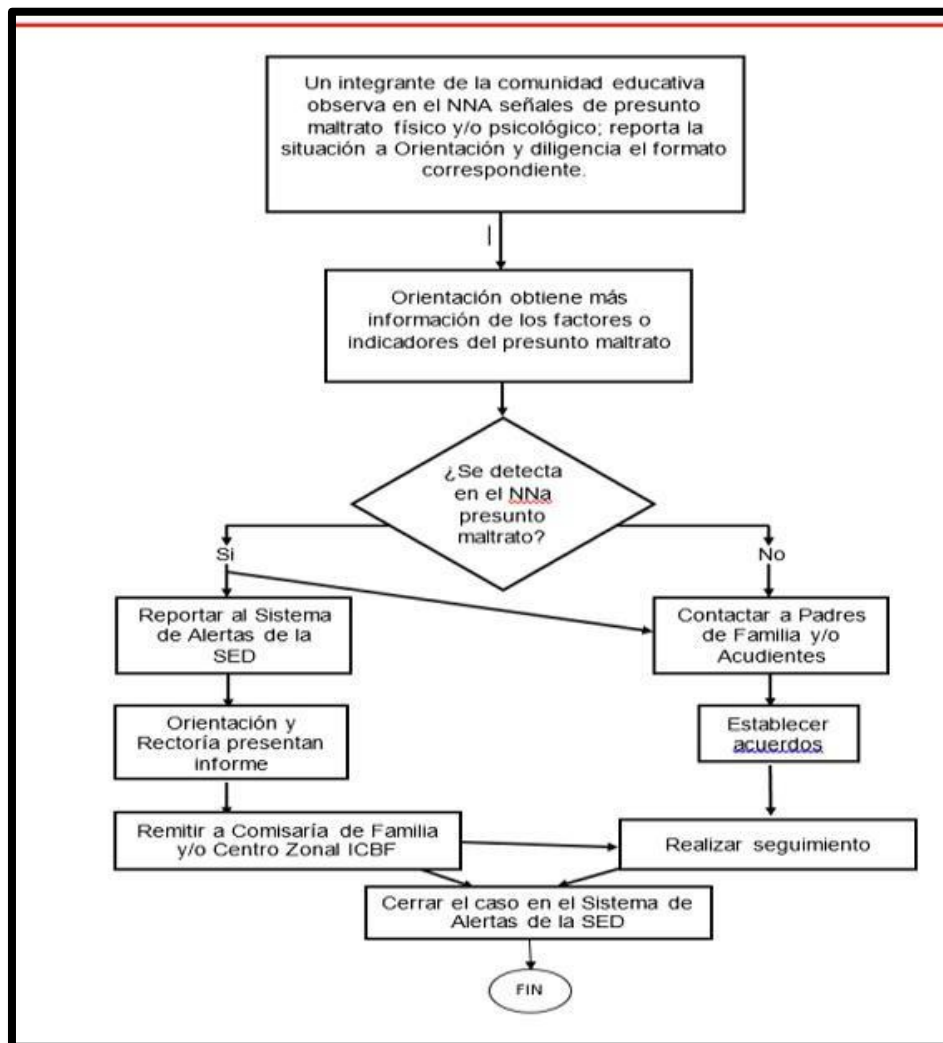 Un integrante de la comunidad educativa
observa en el NNA señales de presunto
maltrato físico y/o psicológico; reporta la
situación a Orientación y diligencia el formato
correspondiente.
Orientación obtiene más
información de los factores o
indicadores del presunto maltrato
¿Se detecta
en el NNa
presunto
maltrato?
Si
No
Reportar al Sistema
de Alertas de la
SED
Contactar a Padres
de Familia y/o
Acudientes
Orientación y
Rectoría presentan
informe
Establecer
acuerdos
Remitir a Comisaría de Familia
y/o Centro Zonal ICBF
Realizar seguimiento
Cerrar el caso en el Sistema de
Alertas de la SED
FIN